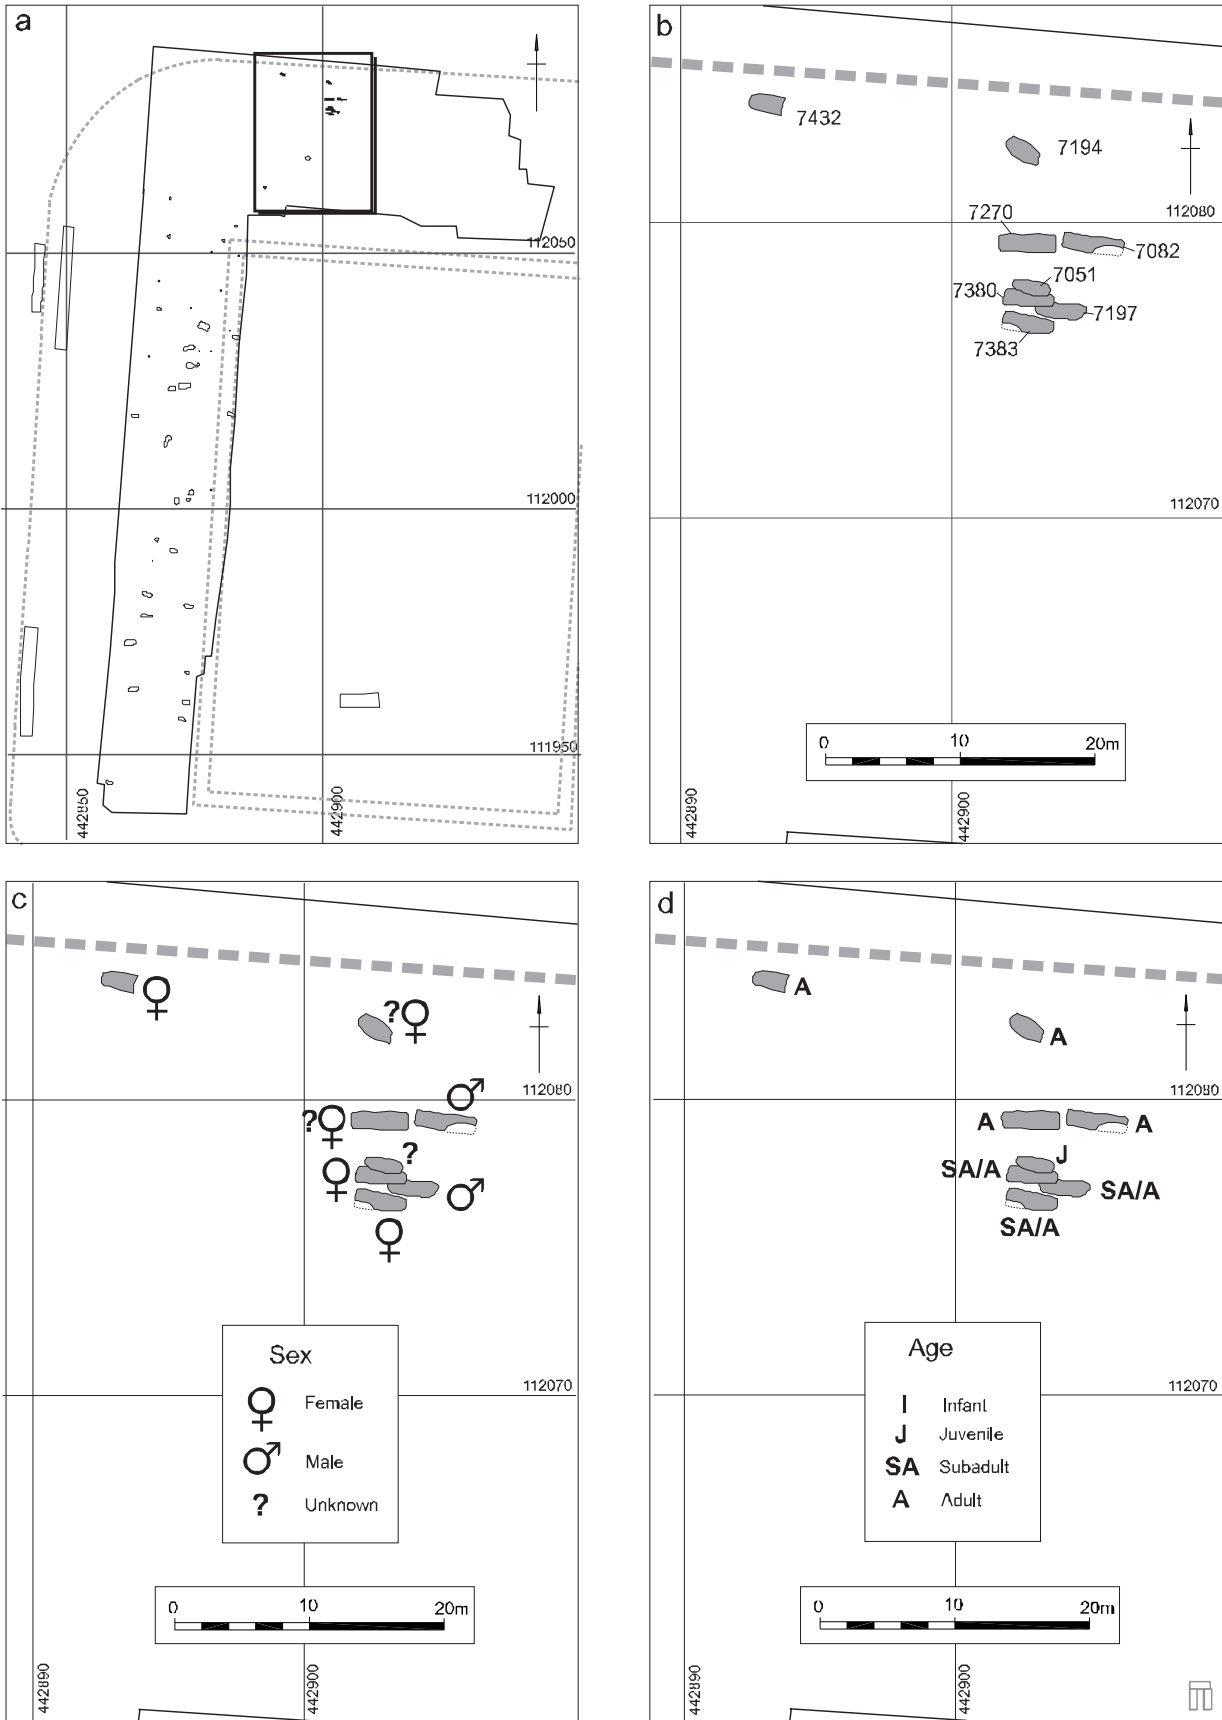 a
112050
112000
111950
442850
442900
b
7432
7194
112080
7270
7082
7051
7380
7197
7383
112070
0 10 20m
442890
442900
c
♀
?♀
112080
♂
?♀
?
♀
♂
♀
Sex
♀ Female
♂ Male
? Unknown
112070
0 10 20m
442890
442900
d
A
A
112080
A
A
J
SA/A
SA/A
SA/A
Age
I Infant
J Juvenile
SA Subadult
A Adult
112070
0 10 20m
442890
442900